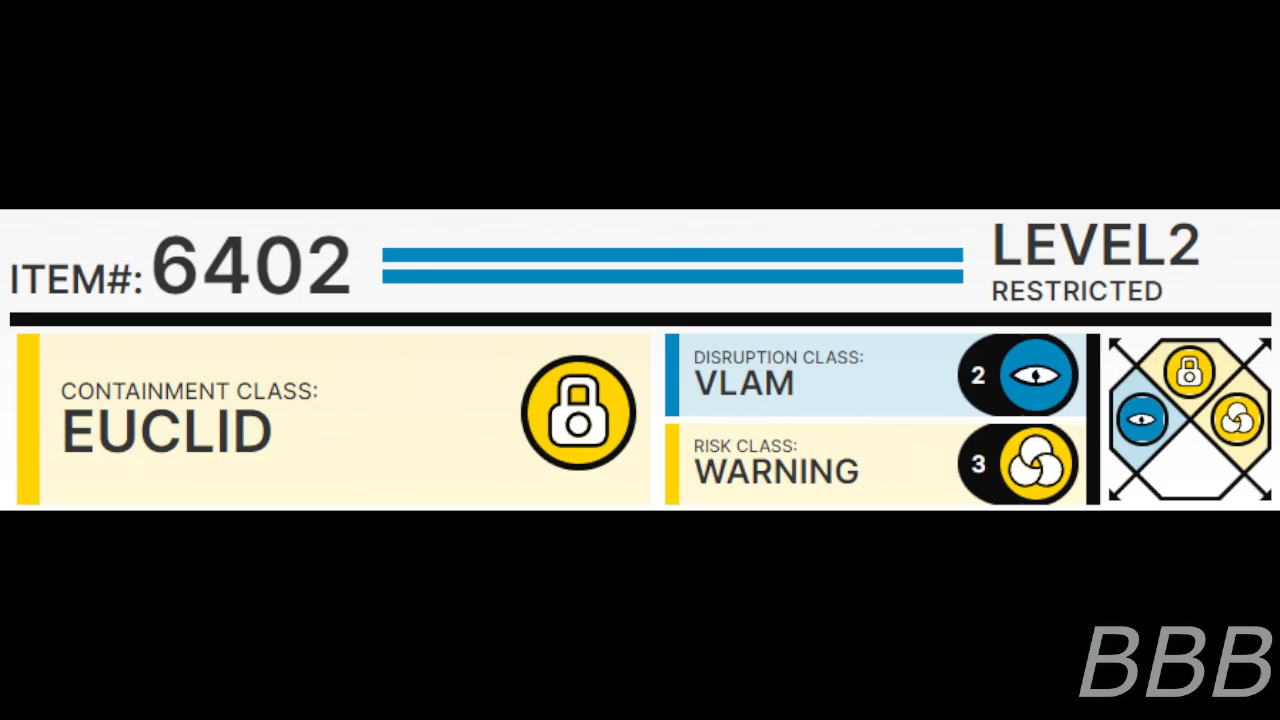 ITEM#: 6402
LEVEL2
RESTRICTED
CONTAINMENT CLASS:
EUCLID
DISRUPTION CLASS:
VLAM
2
RISK CLASS:
WARNING
3
BBB